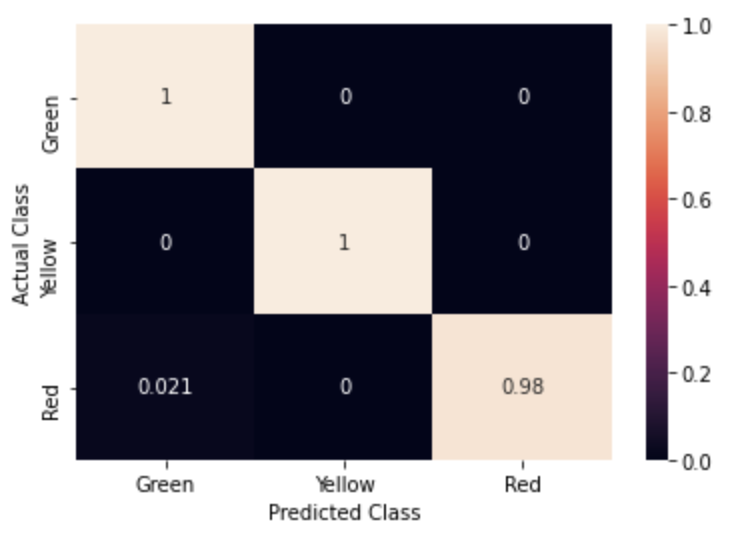 1.0
1 0 0
Green
0.8
Actual Class
0.6
0 1 0
Yellow
0.4
0.2
0.021 0 0.98
Red
0.0
Green Yellow Red
Predicted Class